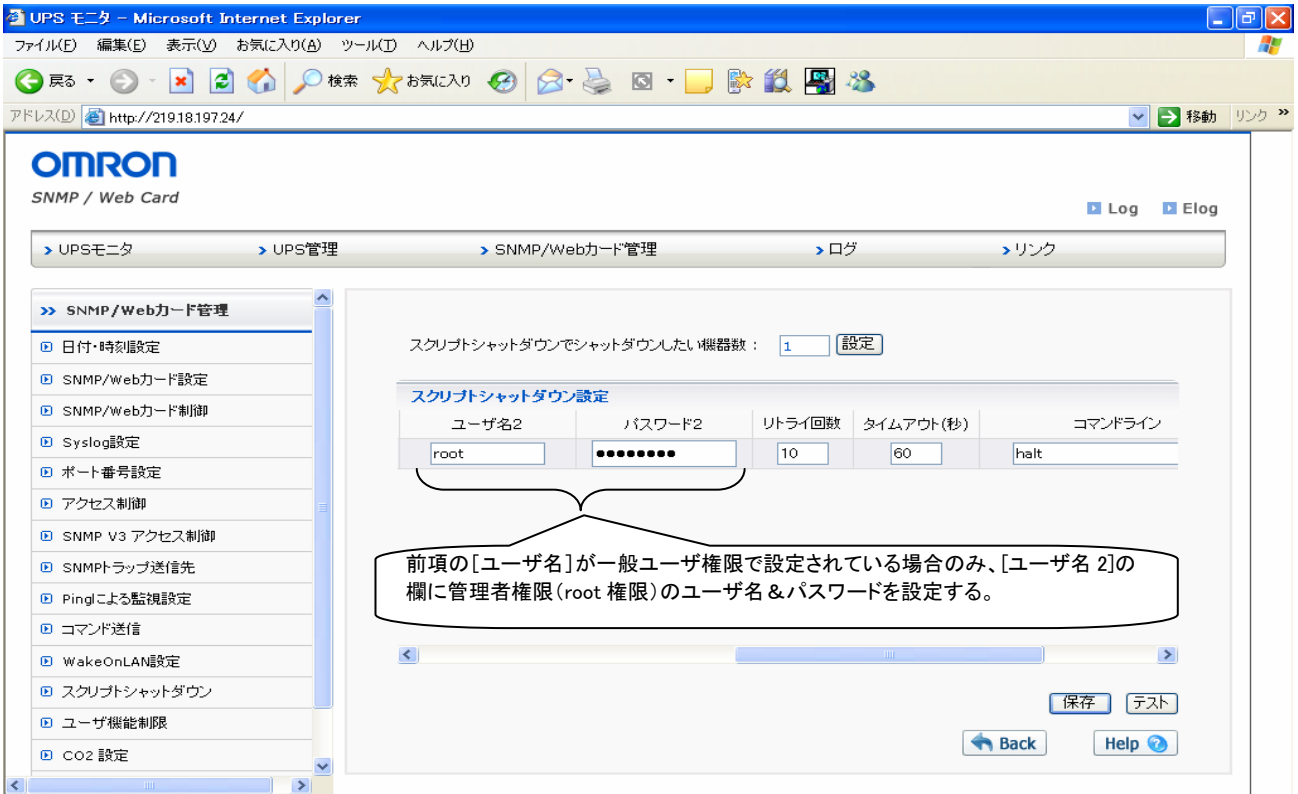 UPS モニタ - Microsoft Internet Explorer
ファイル(F) 編集(E) 表示(V) お気に入り(A) ツール(T) ヘルプ(H)
戻る 検索 お気に入り
アドレス(D) http://219.18.197.24/ 移動 リンク »
OMRON
SNMP / Web Card
Log Elog
UPSモニタ UPS管理 SNMP/Webカード管理 ログ リンク
SNMP/Webカード管理
日付・時刻設定
SNMP/Webカード設定
SNMP/Webカード制御
Syslog設定
ポート番号設定
アクセス制御
SNMP V3 アクセス制御
SNMPトラップ送信先
Pingによる監視設定
コマンド送信
WakeOnLAN設定
スクリプトシャットダウン
ユーザ機能制限
CO2 設定
スクリプトシャットダウンでシャットダウンしたい機器数： 1 設定
スクリプトシャットダウン設定
ユーザ名2 パスワード2 リトライ回数 タイムアウト(秒) コマンドライン
root ●●●●●●●● 10 60 halt
前項の[ユーザ名]が一般ユーザ権限で設定されている場合のみ、[ユーザ名 2]の
欄に管理者権限（root 権限）のユーザ名＆パスワードを設定する。
保存 テスト
Back Help ?